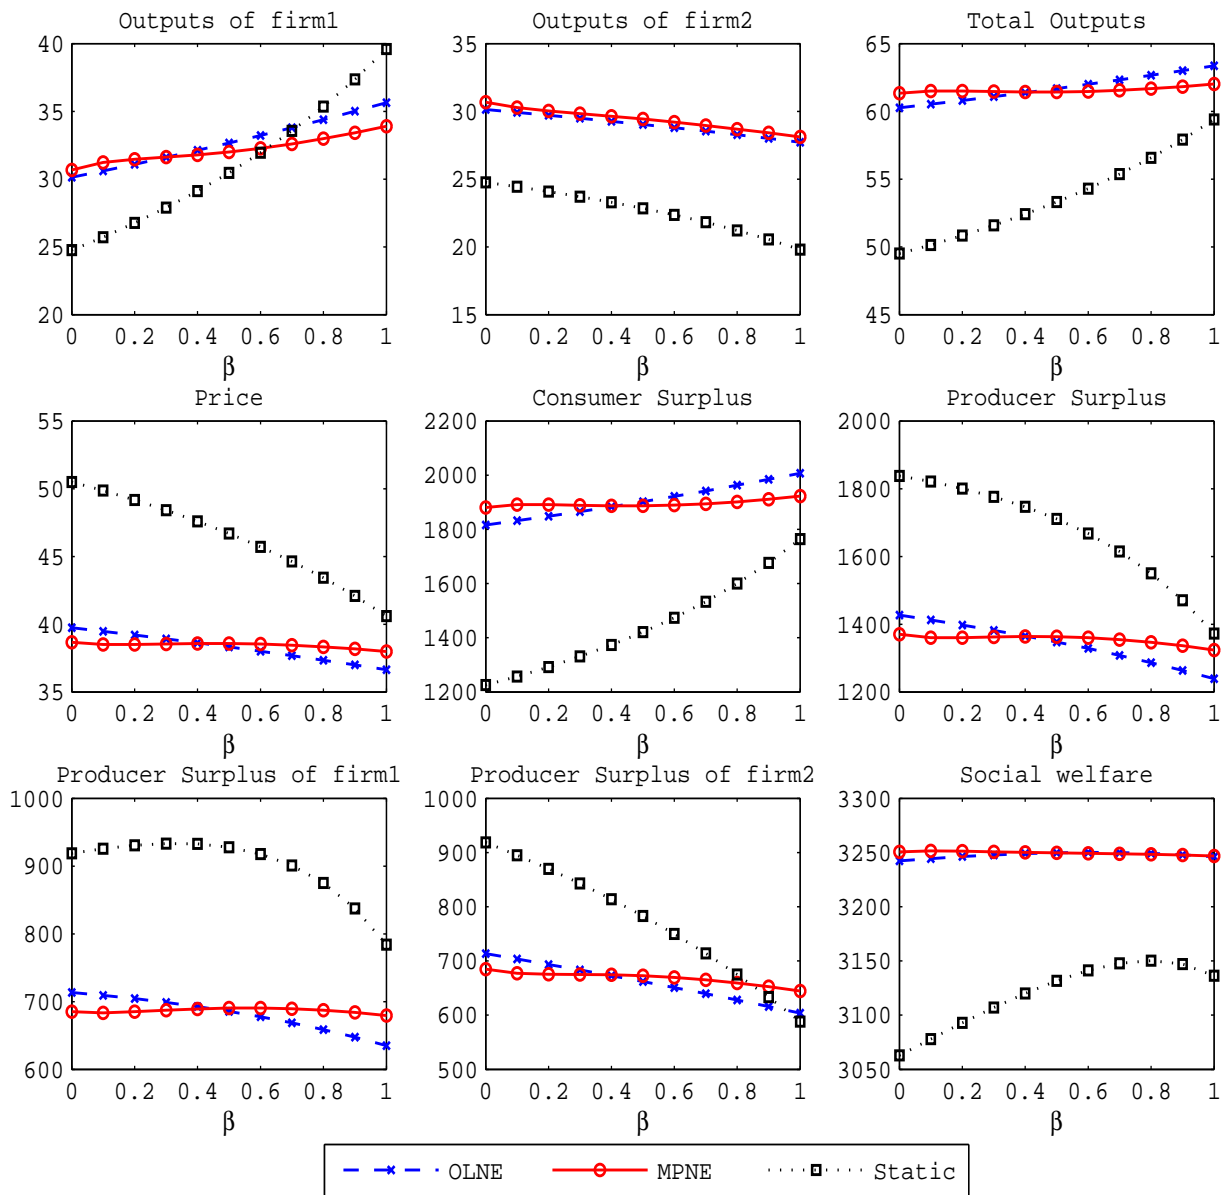 Outputs of firm1
40
35
30
25
20
0 0.2 0.4 0.6 0.8 1
β
Outputs of firm2
35
30
25
20
15
0 0.2 0.4 0.6 0.8 1
β
Total Outputs
65
60
55
50
45
0 0.2 0.4 0.6 0.8 1
β
Price
55
50
45
40
35
0 0.2 0.4 0.6 0.8 1
β
Consumer Surplus
2200
2000
1800
1600
1400
1200
0 0.2 0.4 0.6 0.8 1
β
Producer Surplus
2000
1800
1600
1400
1200
0 0.2 0.4 0.6 0.8 1
β
Producer Surplus of firm1
1000
900
800
700
600
0 0.2 0.4 0.6 0.8 1
β
Producer Surplus of firm2
1000
900
800
700
600
500
0 0.2 0.4 0.6 0.8 1
β
Social welfare
3300
3250
3200
3150
3100
3050
0 0.2 0.4 0.6 0.8 1
β
OLNE MPNE Static